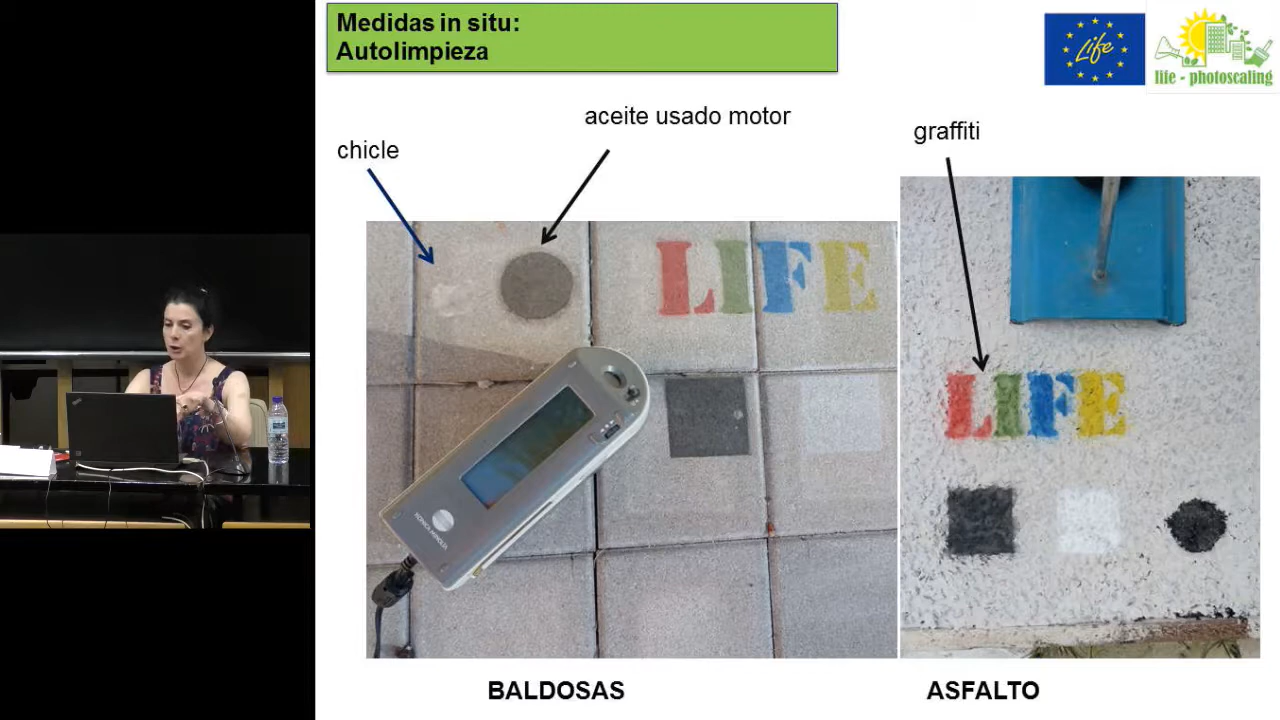 Medidas in situ:
Autolimpieza
Life
life - photoscaling
aceite usado motor
graffiti
chicle
LIFE
LIFE
KONICA MINOLTA
BALDOSAS
ASFALTO